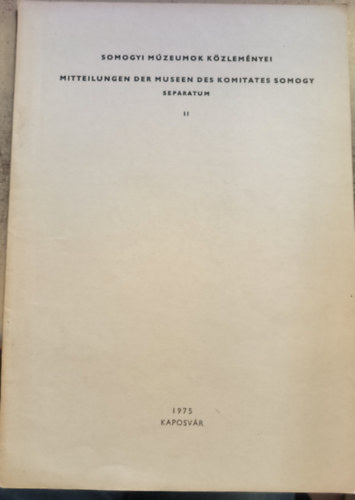 SOMOGYI MÚZEUMOK KÖZLEMÉNYEI
MITTEILUNGEN DER MUSEEN DES KOMITATES SOMOGY
SEPARATUM
II
1975
KAPOSVÁR